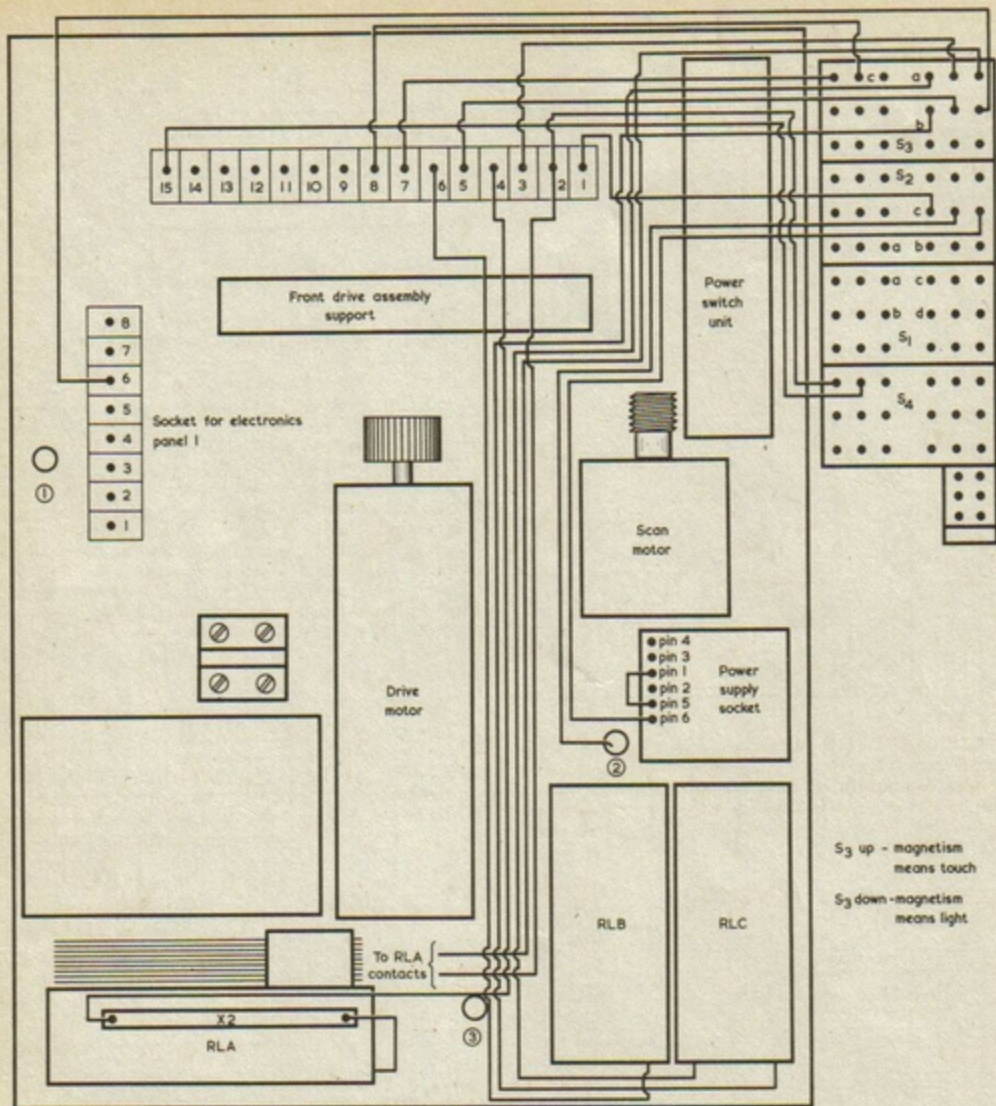 c a
b
S3
15 14 13 12 11 10 9 8 7 6 5 4 3 2 1
S2
c
a b
Front drive assembly
support
Power
switch
unit
a c
b d
S1
8
7
6
5
4
3
2
1
Socket for electronics
panel 1
S4
①
Scan
motor
pin 4
pin 3
pin 1
pin 2
pin 5
pin 6
Power
supply
socket
Drive
motor
②
S3 up - magnetism
means touch
S3 down - magnetism
means light
RLB
RLC
To RLA
contacts
X2
RLA
③